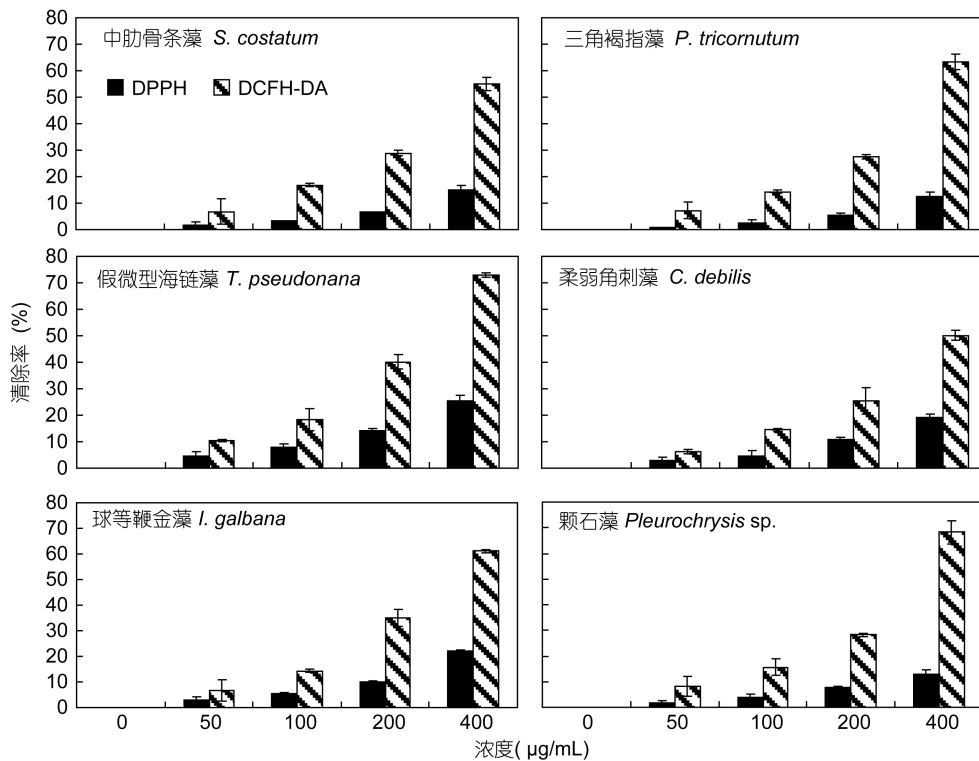 中肋骨条藻 S. costatum
DPPH DCFH-DA
80
70
60
50
40
30
20
10
0
三角褐指藻 P. tricornutum
假微型海链藻 T. pseudonana
80
70
60
50
40
30
20
10
0
柔弱角刺藻 C. debilis
清除率 (%)
球等鞭金藻 I. galbana
80
70
60
50
40
30
20
10
0
颗石藻 Pleurochrysis sp.
0 50 100 200 400
0 50 100 200 400
浓度( μg/mL)